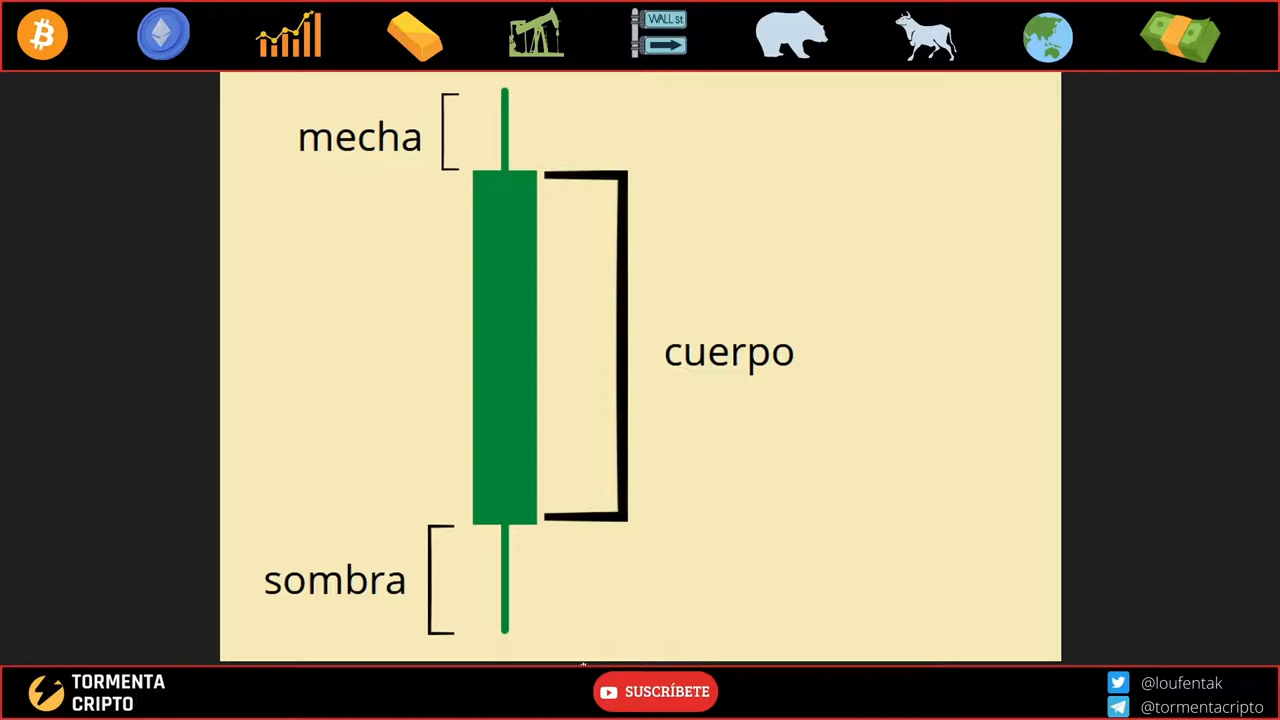 WALL st
mecha
cuerpo
sombra
TORMENTA
CRIPTO
SUSCRÍBETE
@loufentak
@tormentacripto